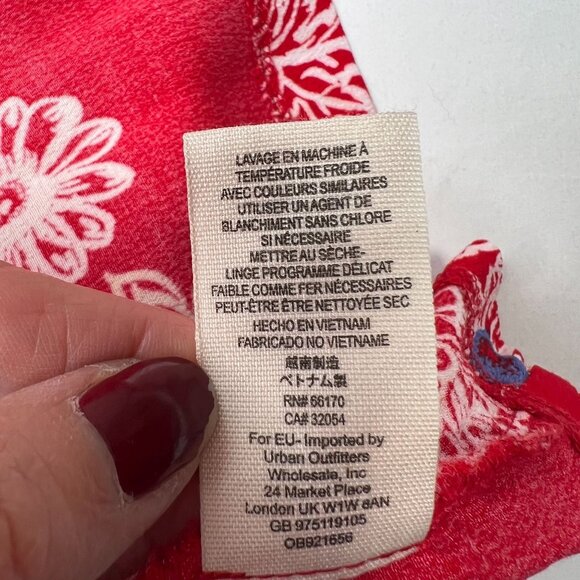 LAVAGE EN MACHINE À
TEMPÉRATURE FROIDE
AVEC COULEURS SIMILAIRES
UTILISER UN AGENT DE
BLANCHIMENT SANS CHLORE
SI NÉCESSAIRE
METTRE AU SÈCHE-
LINGE PROGRAMME DÉLICAT
FAIBLE COMME FER NÉCESSAIRES
PEUT-ÊTRE ÊTRE NETTOYÉE SEC
HECHO EN VIETNAM
FABRICADO NO VIETNAME
越南制造
ベトナム製
RN# 66170
CA# 32054
For EU- Imported by
Urban Outfitters
Wholesale, Inc
24 Market Place
London UK W1W 8AN
GB 975119105
OB921656